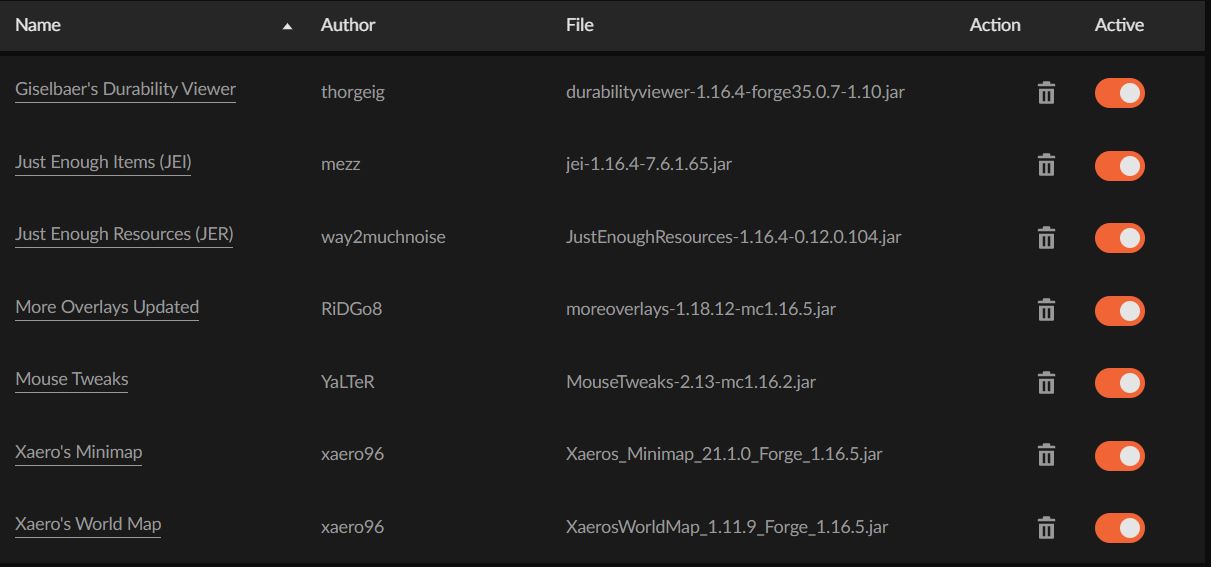 Name Author File Action Active
Giselbaer's Durability Viewer thorgeig durabilityviewer-1.16.4-forge35.0.7-1.10.jar
Just Enough Items (JEI) mezz jei-1.16.4-7.6.1.65.jar
Just Enough Resources (JER) way2muchnoise JustEnoughResources-1.16.4-0.12.0.104.jar
More Overlays Updated RiDGo8 moreoverlays-1.18.12-mc1.16.5.jar
Mouse Tweaks YaLTeR MouseTweaks-2.13-mc1.16.2.jar
Xaero's Minimap xaero96 Xaeros_Minimap_21.1.0_Forge_1.16.5.jar
Xaero's World Map xaero96 XaerosWorldMap_1.11.9_Forge_1.16.5.jar